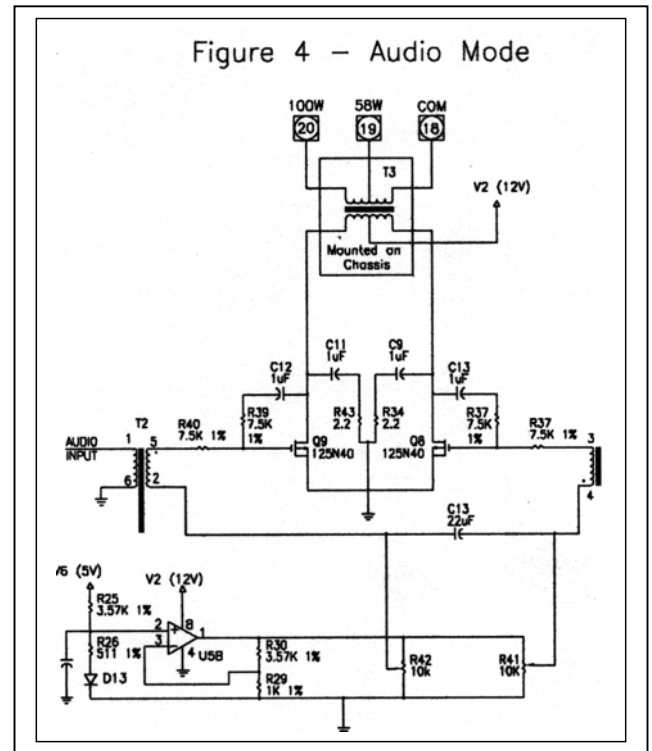 Figure 4 – Audio Mode
100W 58W COM
20 19 18
T3
V2 (12V)
Mounted on
Chassis
C11
1uF
C9
1uF
C12
1uF
C13
1uF
R39
7.5K
1%
R43
2.2
R34
2.2
R37
7.5K
1%
T2
R40
7.5K 1%
R37
7.5K 1%
AUDIO
INPUT
1
5
6
2
Q9
125N40
Q8
125N40
3
4
C13
22uF
V6 (5V)
V2 (12V)
R25
3.57K 1%
R26
511 1%
D13
2
3
8
1
4
+
-
U5B
R30
3.57K 1%
R29
1K 1%
R42
10k
R41
10K